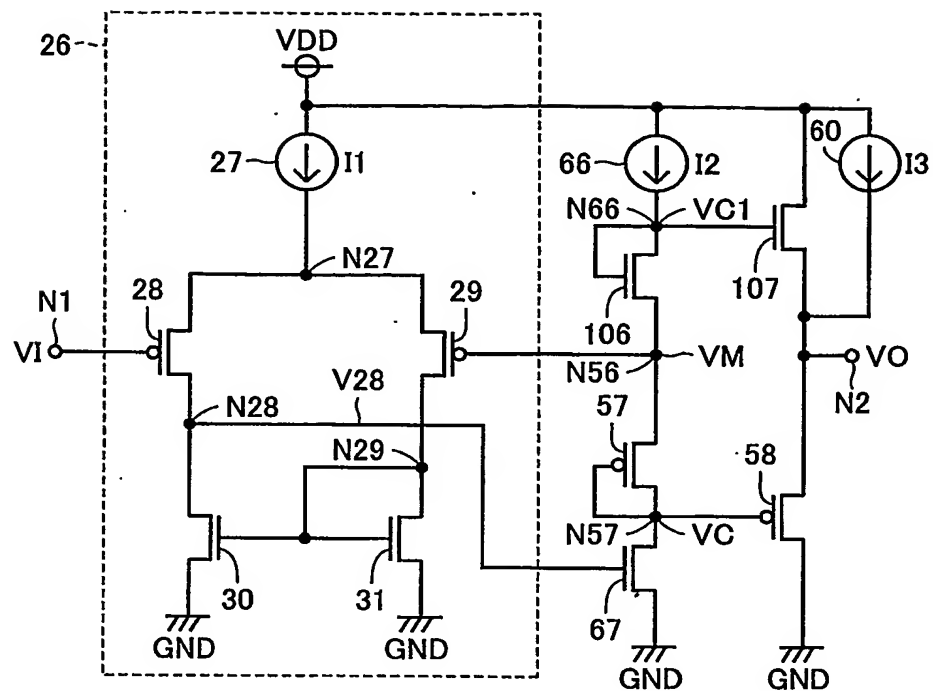 26
VDD
27
I1
66
I2
60
I3
N66
VC1
N27
28
29
106
107
N1
VI
N56
VM
VO
N2
V28
N28
57
N29
58
N57
VC
30
31
67
GND
GND
GND
GND